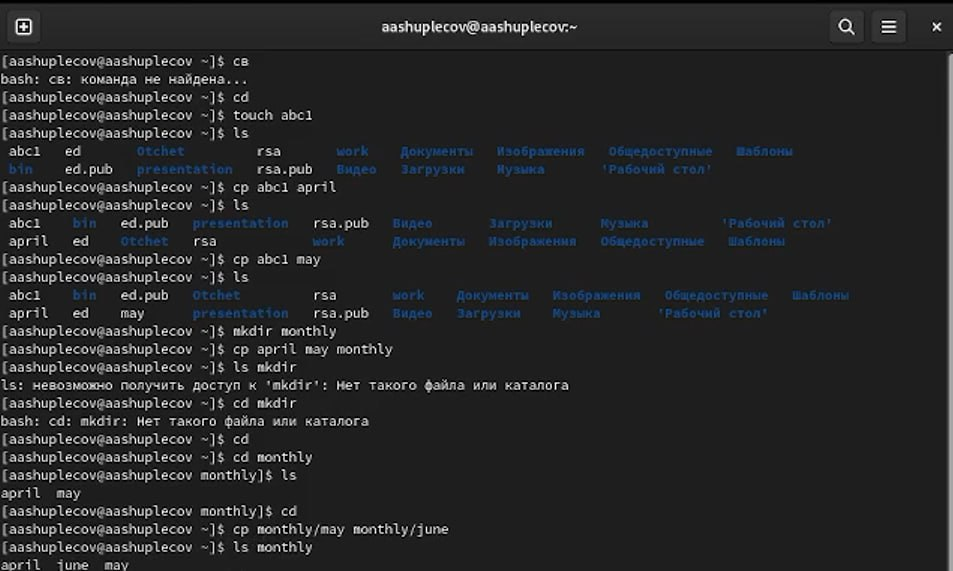 aashuplecov@aashuplecov:~
[aashuplecov@aashuplecov ~]$ св
bash: св: команда не найдена...
[aashuplecov@aashuplecov ~]$ cd
[aashuplecov@aashuplecov ~]$ touch abc1
[aashuplecov@aashuplecov ~]$ ls
abc1 ed Otchet rsa work Документы Изображения Общедоступные Шаблоны
bin ed.pub presentation rsa.pub Видео Загрузки Музыка 'Рабочий стол'
[aashuplecov@aashuplecov ~]$ cp abc1 april
[aashuplecov@aashuplecov ~]$ ls
abc1 bin ed.pub presentation rsa.pub Видео Загрузки Музыка 'Рабочий стол'
april ed Otchet rsa work Документы Изображения Общедоступные Шаблоны
[aashuplecov@aashuplecov ~]$ cp abc1 may
[aashuplecov@aashuplecov ~]$ ls
abc1 bin ed.pub Otchet rsa work Документы Изображения Общедоступные Шаблоны
april ed may presentation rsa.pub Видео Загрузки Музыка 'Рабочий стол'
[aashuplecov@aashuplecov ~]$ mkdir monthly
[aashuplecov@aashuplecov ~]$ cp april may monthly
[aashuplecov@aashuplecov ~]$ ls mkdir
ls: невозможно получить доступ к 'mkdir': Нет такого файла или каталога
[aashuplecov@aashuplecov ~]$ cd mkdir
bash: cd: mkdir: Нет такого файла или каталога
[aashuplecov@aashuplecov ~]$ cd
[aashuplecov@aashuplecov ~]$ cd monthly
[aashuplecov@aashuplecov monthly]$ ls
april may
[aashuplecov@aashuplecov monthly]$ cd
[aashuplecov@aashuplecov ~]$ cp monthly/may monthly/june
[aashuplecov@aashuplecov ~]$ ls monthly
april june may